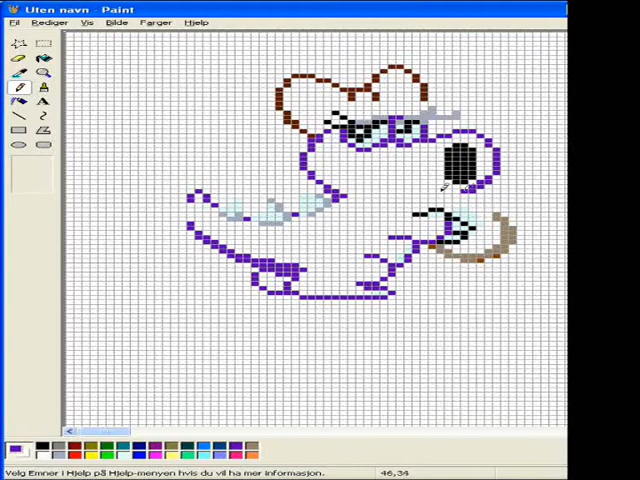 Uten navn - Paint
Fil Rediger Vis Bilde Farger Hjelp
A
Velg Emner i Hjelp på Hjelp-menyen hvis du vil ha mer informasjon. 46,34